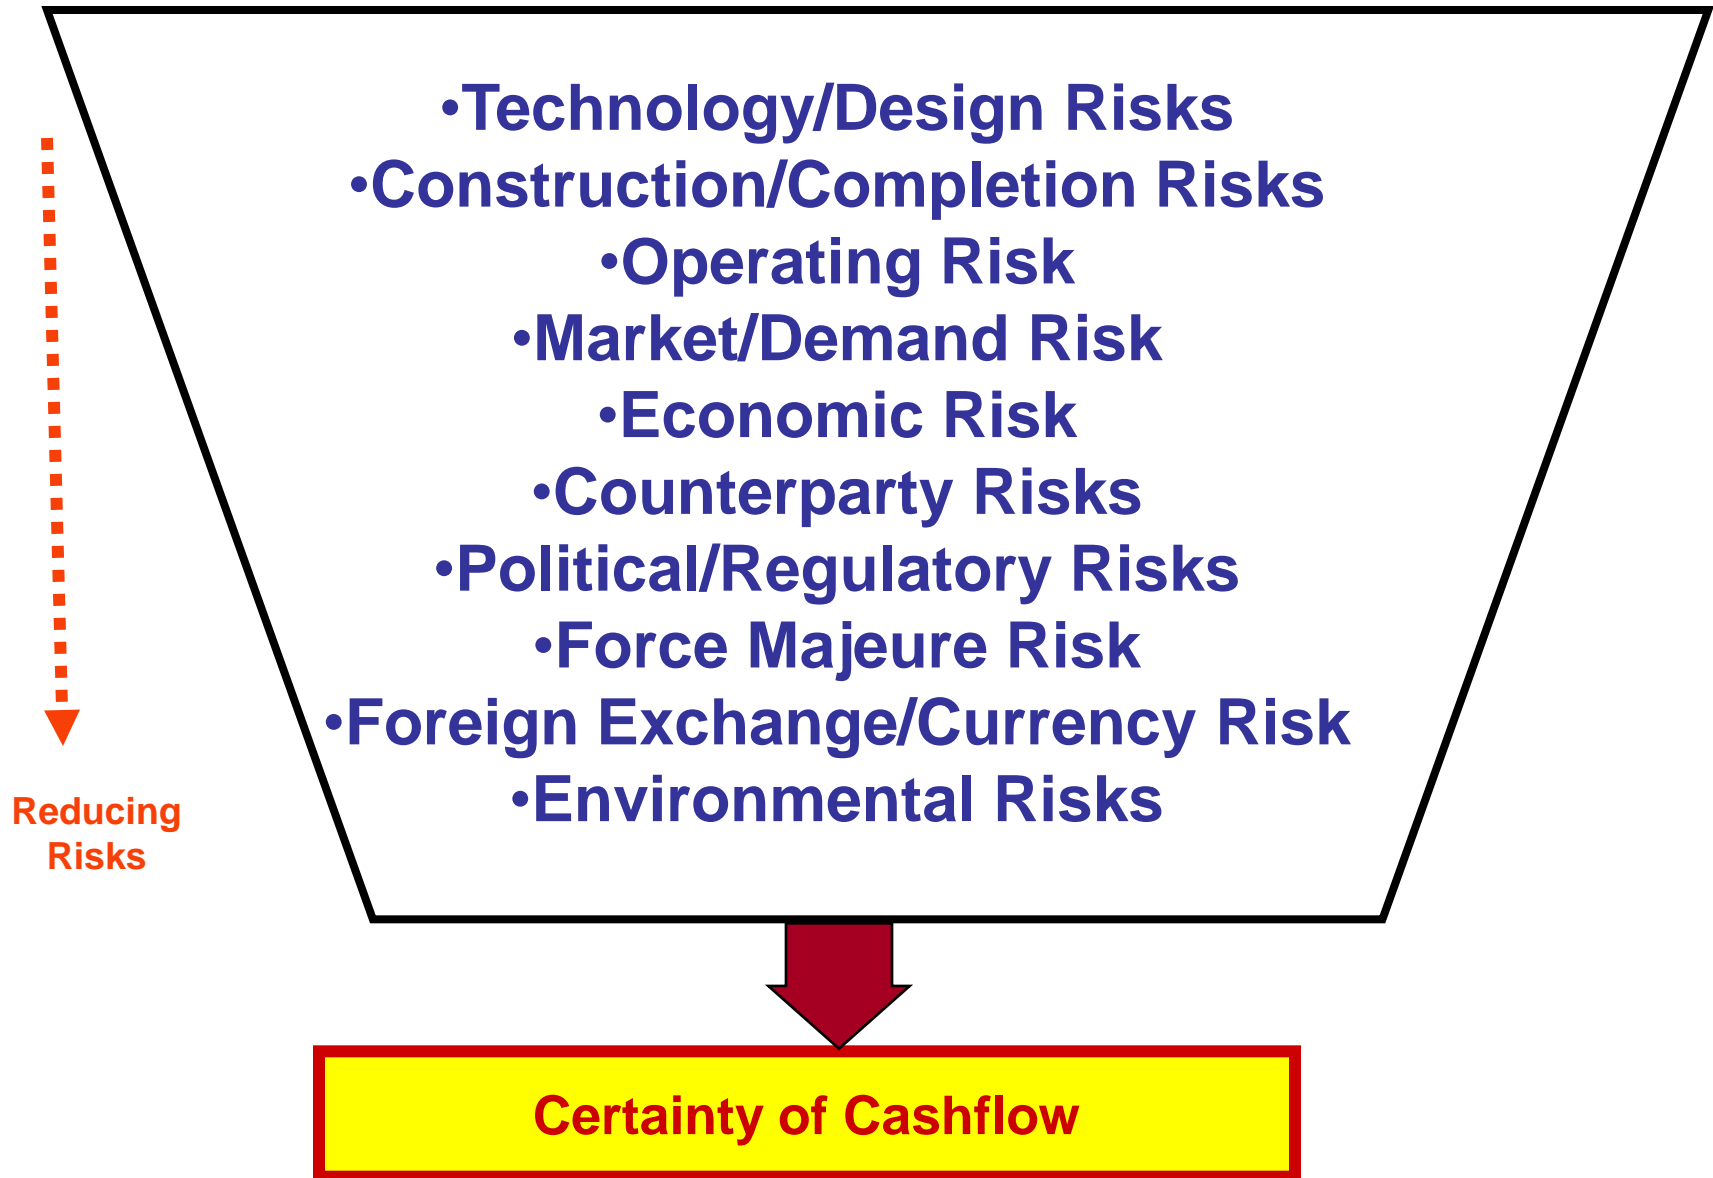 •Technology/Design Risks
•Construction/Completion Risks
•Operating Risk
•Market/Demand Risk
•Economic Risk
•Counterparty Risks
•Political/Regulatory Risks
•Force Majeure Risk
•Foreign Exchange/Currency Risk
•Environmental Risks
Reducing
Risks
Certainty of Cashflow